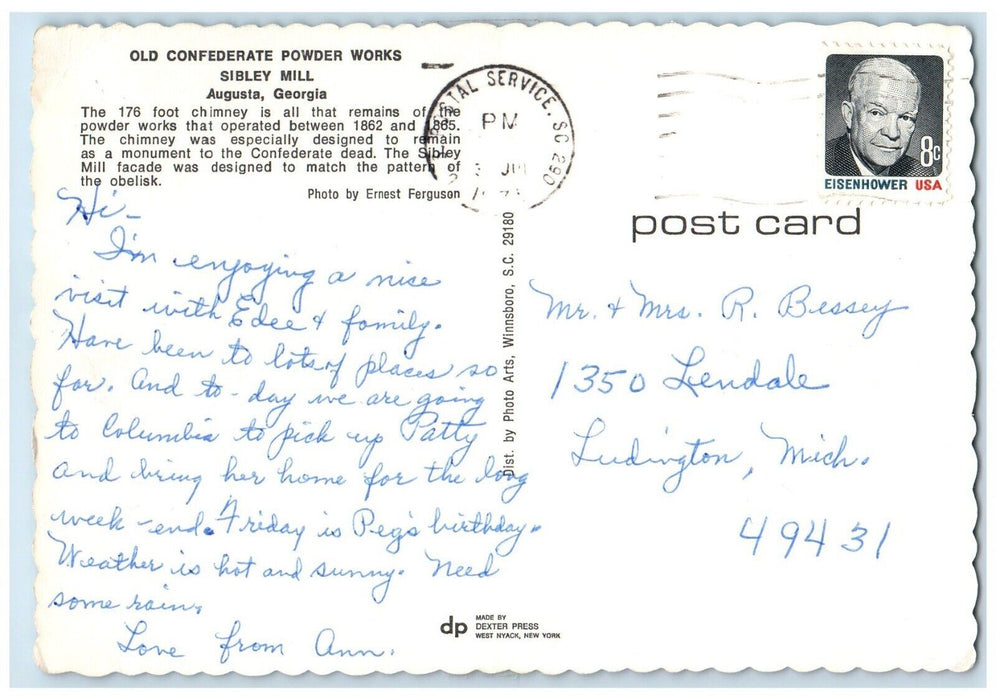 OLD CONFEDERATE POWDER WORKS
SIBLEY MILL
Augusta, Georgia
The 176 foot chimney is all that remains of the
powder works that operated between 1862 and 1865.
The chimney was especially designed to remain
as a monument to the Confederate dead. The Sibley
Mill facade was designed to match the pattern of
the obelisk.
Photo by Ernest Ferguson
POSTAL SERVICE, SC 290
PM
EISENHOWER USA
8c
post card
Hi-
I'm enjoying a nice
visit with Edee & family.
Have been to lots of places so
far. And to-day we are going
to Columbia to pick up Patty
and bring her home for the long
week-end. Friday is Peg's birthday.
Weather is hot and sunny. Need
some rain.
Love from Ann.
Dist. by Photo Arts, Winnsboro, S.C. 29180
Mr. & Mrs. R. Bessey
1350 Lendale
Ludington, Mich.
49431
dp
MADE BY
DEXTER PRESS
WEST NYACK, NEW YORK